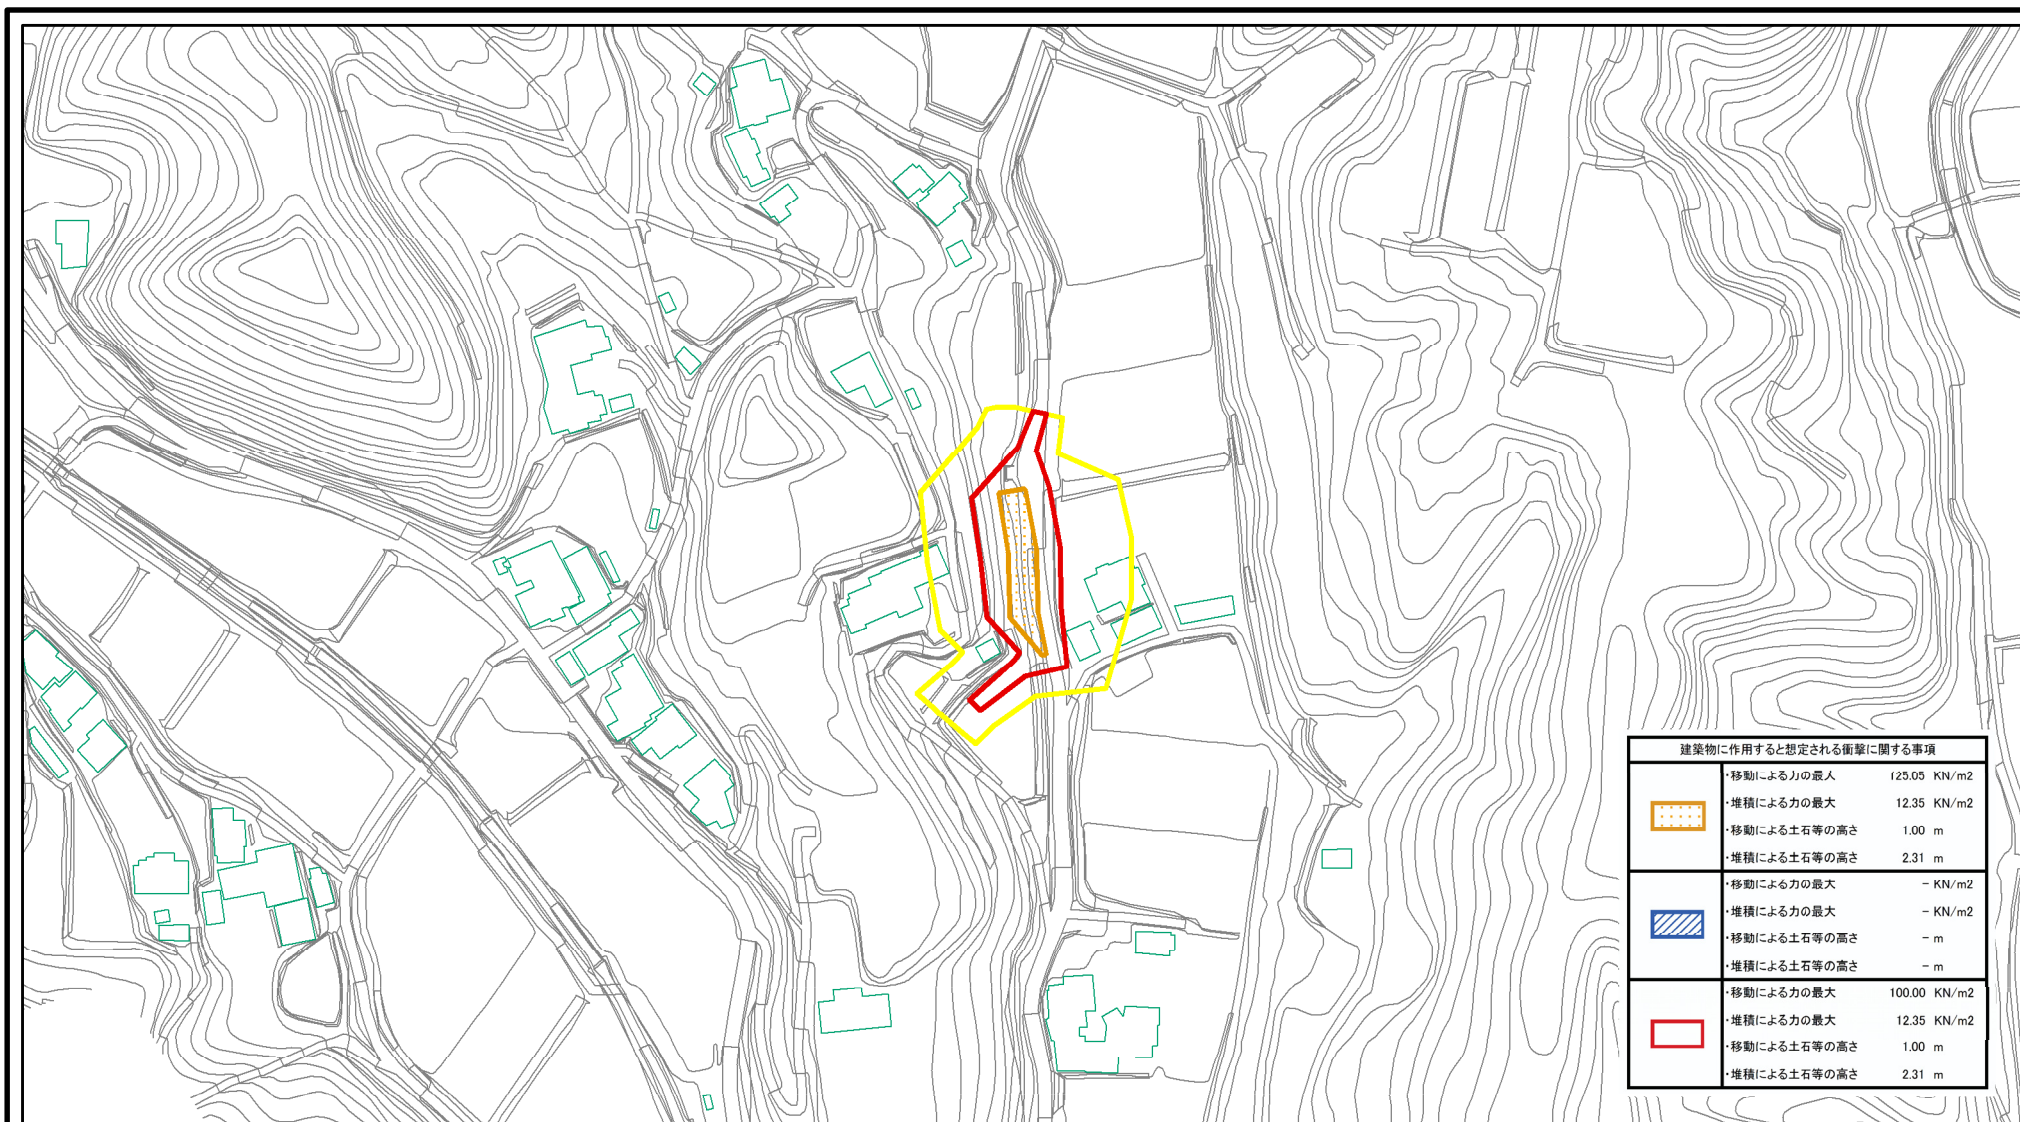 建築物に作用すると想定される衝撃に関する事項
・移動による力の最大 125.05 KN/m2
・堆積による力の最大 12.35 KN/m2
・移動による土石等の高さ 1.00 m
・堆積による土石等の高さ 2.31 m
・移動による力の最大 - KN/m2
・堆積による力の最大 - KN/m2
・移動による土石等の高さ - m
・堆積による土石等の高さ - m
・移動による力の最大 100.00 KN/m2
・堆積による力の最大 12.35 KN/m2
・移動による土石等の高さ 1.00 m
・堆積による土石等の高さ 2.31 m